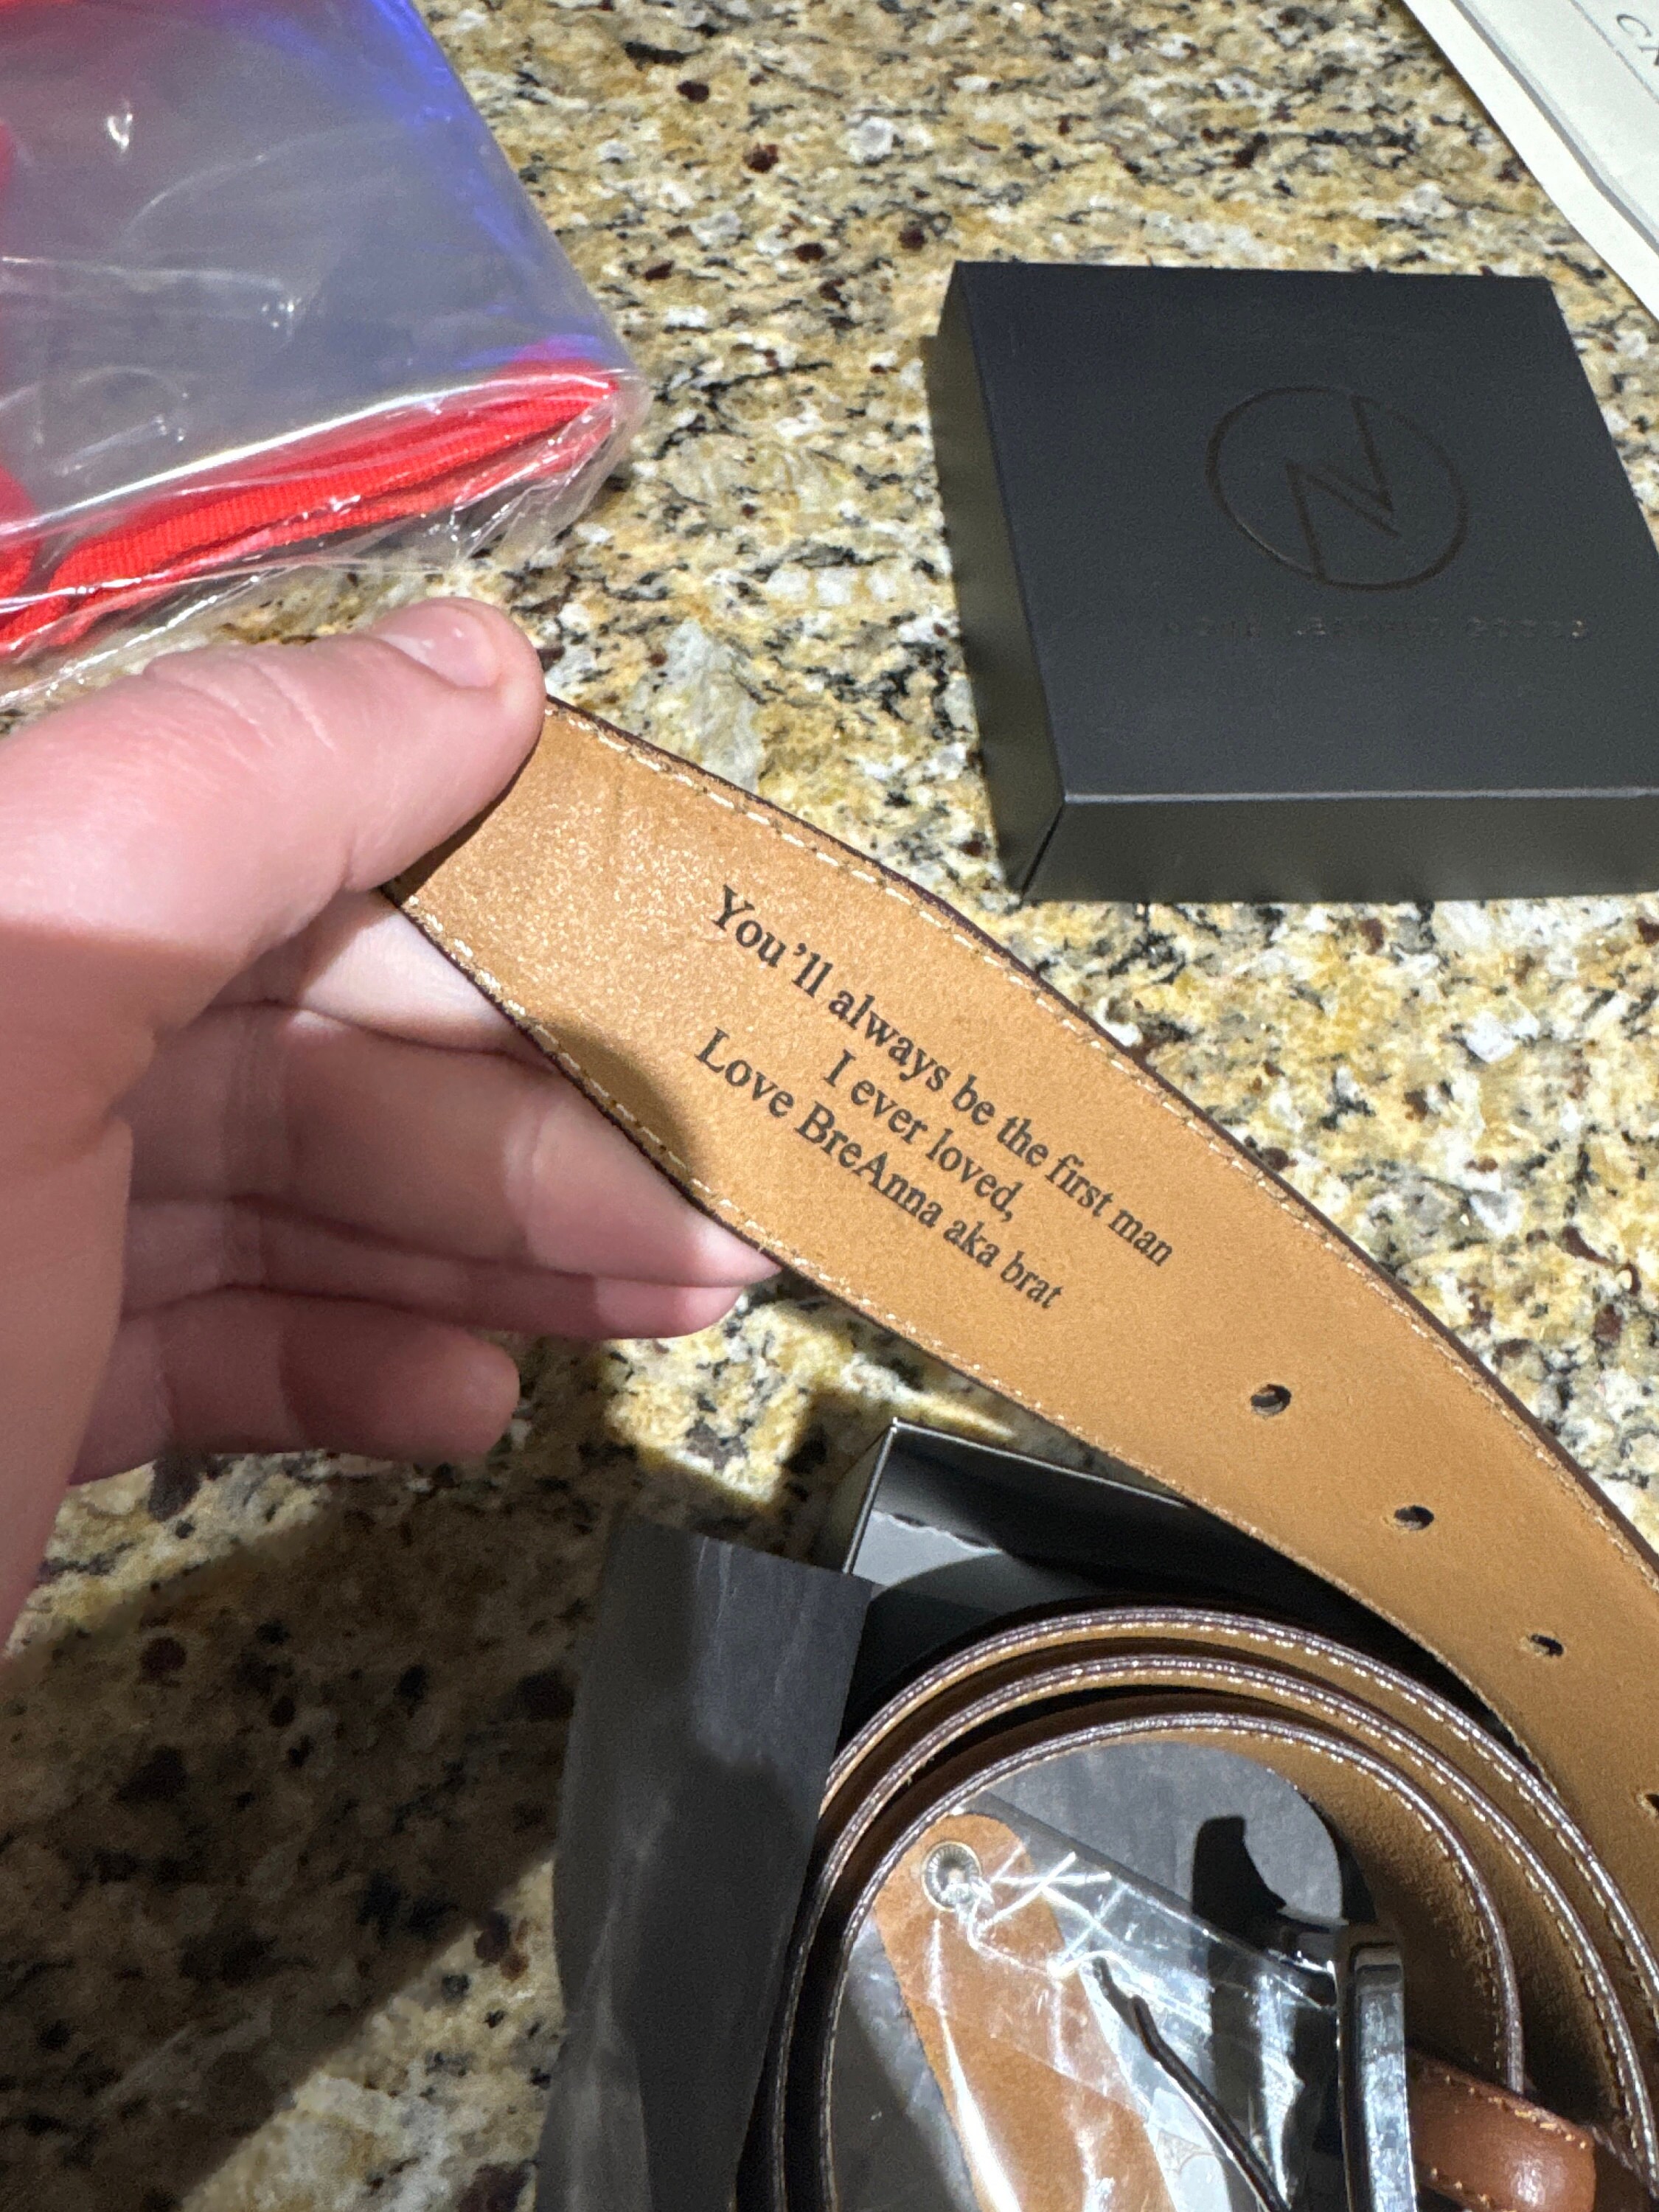 You'll always be the first man
I ever loved,
Love BreAnna aka brat